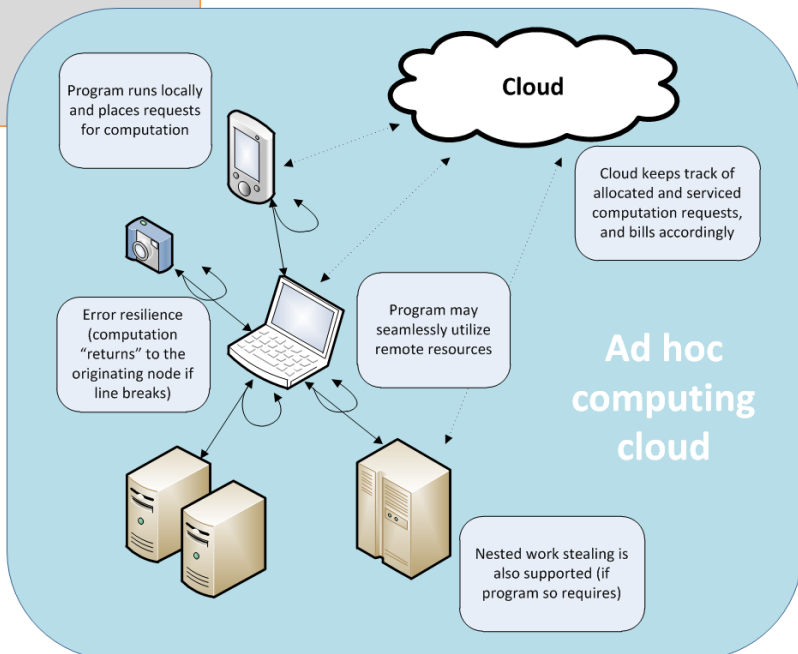 Program runs locally
and places requests
for computation
Cloud
Cloud keeps track of
allocated and serviced
computation requests,
and bills accordingly
Error resilience
(computation
“returns” to the
originating node if
line breaks)
Program may
seamlessly utilize
remote resources
Ad hoc
computing
cloud
Nested work stealing is
also supported (if
program so requires)